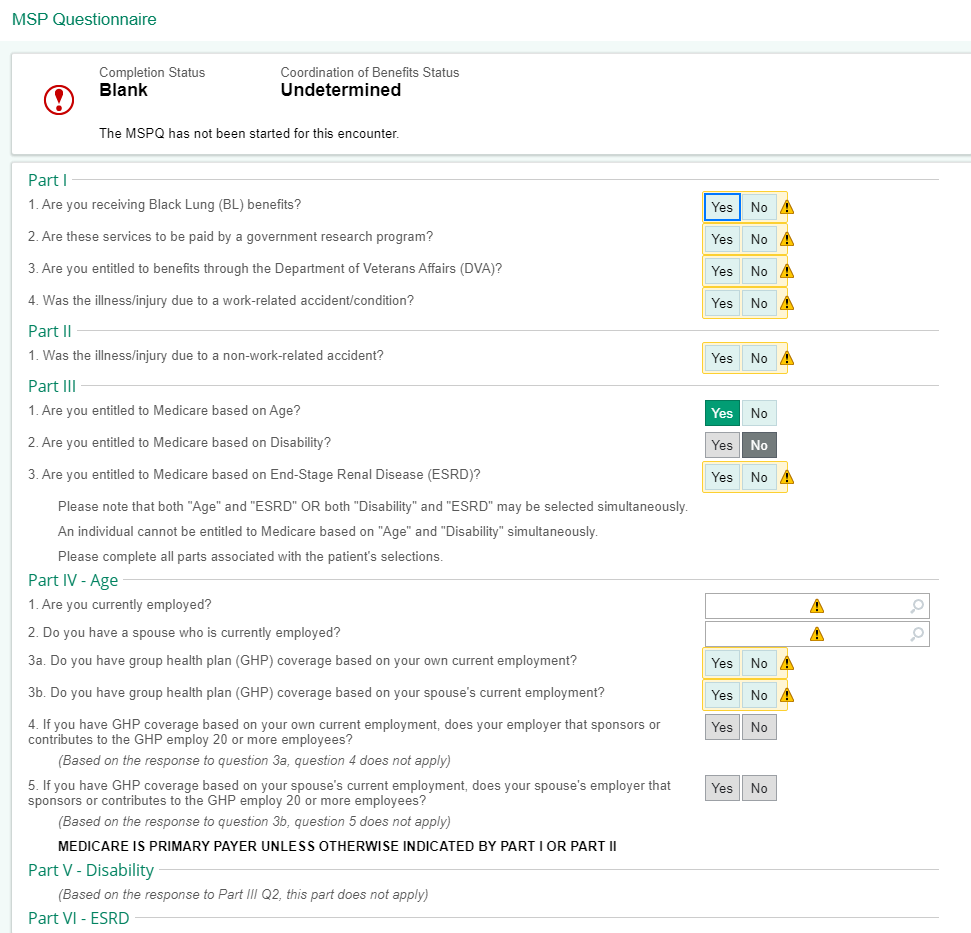 MSP Questionnaire
Completion Status Coordination of Benefits Status
Blank Undetermined
The MSPQ has not been started for this encounter.
Part I
1. Are you receiving Black Lung (BL) benefits? Yes No
2. Are these services to be paid by a government research program? Yes No
3. Are you entitled to benefits through the Department of Veterans Affairs (DVA)? Yes No
4. Was the illness/injury due to a work-related accident/condition? Yes No
Part II
1. Was the illness/injury due to a non-work-related accident? Yes No
Part III
1. Are you entitled to Medicare based on Age? Yes No
2. Are you entitled to Medicare based on Disability? Yes No
3. Are you entitled to Medicare based on End-Stage Renal Disease (ESRD)? Yes No
Please note that both "Age" and "ESRD" OR both "Disability" and "ESRD" may be selected simultaneously.
An individual cannot be entitled to Medicare based on "Age" and "Disability" simultaneously.
Please complete all parts associated with the patient's selections.
Part IV - Age
1. Are you currently employed?
2. Do you have a spouse who is currently employed?
3a. Do you have group health plan (GHP) coverage based on your own current employment? Yes No
3b. Do you have group health plan (GHP) coverage based on your spouse's current employment? Yes No
4. If you have GHP coverage based on your own current employment, does your employer that sponsors or Yes No
contributes to the GHP employ 20 or more employees?
(Based on the response to question 3a, question 4 does not apply)
5. If you have GHP coverage based on your spouse's current employment, does your spouse's employer that Yes No
sponsors or contributes to the GHP employ 20 or more employees?
(Based on the response to question 3b, question 5 does not apply)
MEDICARE IS PRIMARY PAYER UNLESS OTHERWISE INDICATED BY PART I OR PART II
Part V - Disability
(Based on the response to Part III Q2, this part does not apply)
Part VI - ESRD